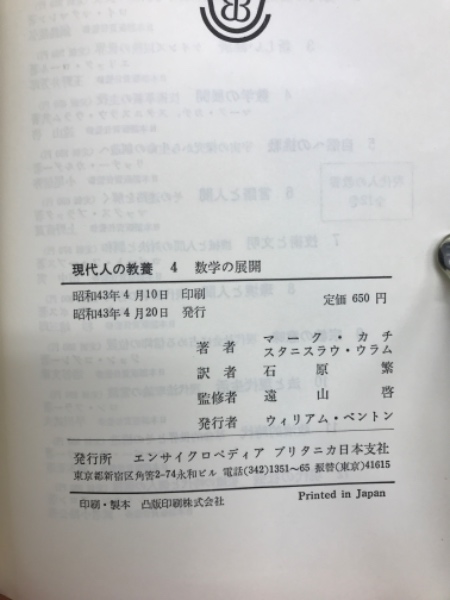 現代人の教養 4 数学の展開
昭和43年4月10日 印刷
昭和43年4月20日 発行
定価 650 円
著者 マーク・カチ
スタニスラウ・ウラム
訳者 石原繁
監修者 遠山啓
発行者 ウィリアム・ベントン
発行所 エンサイクロペディア ブリタニカ日本支社
東京都新宿区角筈2-74永和ビル 電話(342)1351~65 振替(東京)41615
印刷・製本 凸版印刷株式会社
Printed in Japan